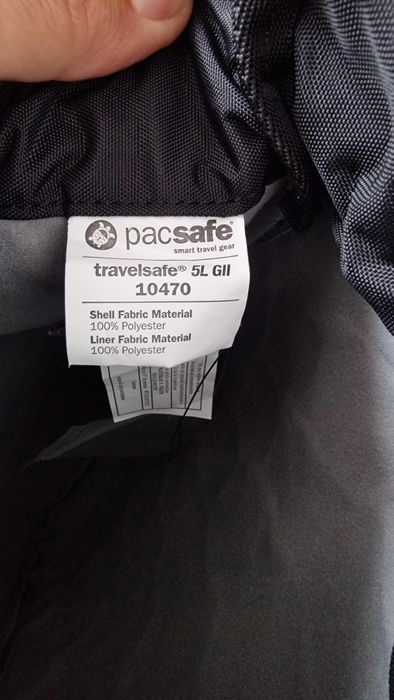 pacsafe®
smart travel gear
travelsafe® 5L GII
10470
Shell Fabric Material
100% Polyester
Liner Fabric Material
100% Polyester